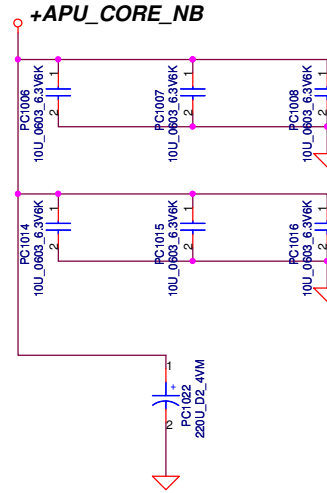 +APU_CORE_NB
1
2
PC1006
10U_0603_6.3V6K
1
2
PC1007
10U_0603_6.3V6K
1
2
PC1008
10U_0603_6.3V6K
1
2
PC1014
10U_0603_6.3V6K
1
2
PC1015
10U_0603_6.3V6K
1
2
PC1016
10U_0603_6.3V6K
1
+
2
PC1022
220U_D2_4VM